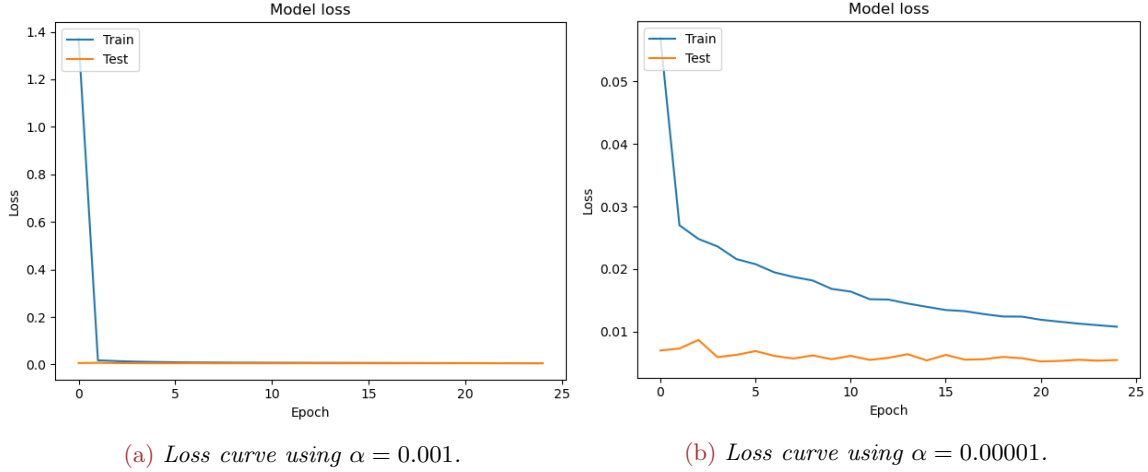 Model loss
Train
Test
1.4
1.2
1.0
0.8
0.6
0.4
0.2
0.0
Loss
0 5 10 15 20 25
Epoch
(a) Loss curve using α = 0.001.
Model loss
Train
Test
0.05
0.04
0.03
0.02
0.01
Loss
0 5 10 15 20 25
Epoch
(b) Loss curve using α = 0.00001.